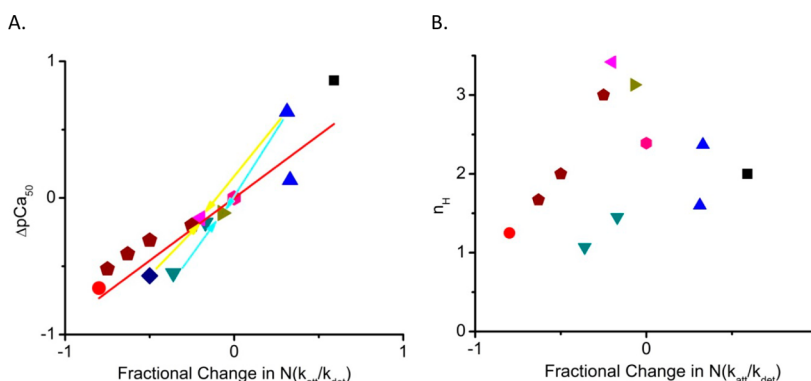 A.
B.
1
0
-1
ΔpCa50
-1
0
1
Fractional Change in N(katt/kdet)
3
2
1
0
nH
-1
0
1
Fractional Change in N(katt/kdet)